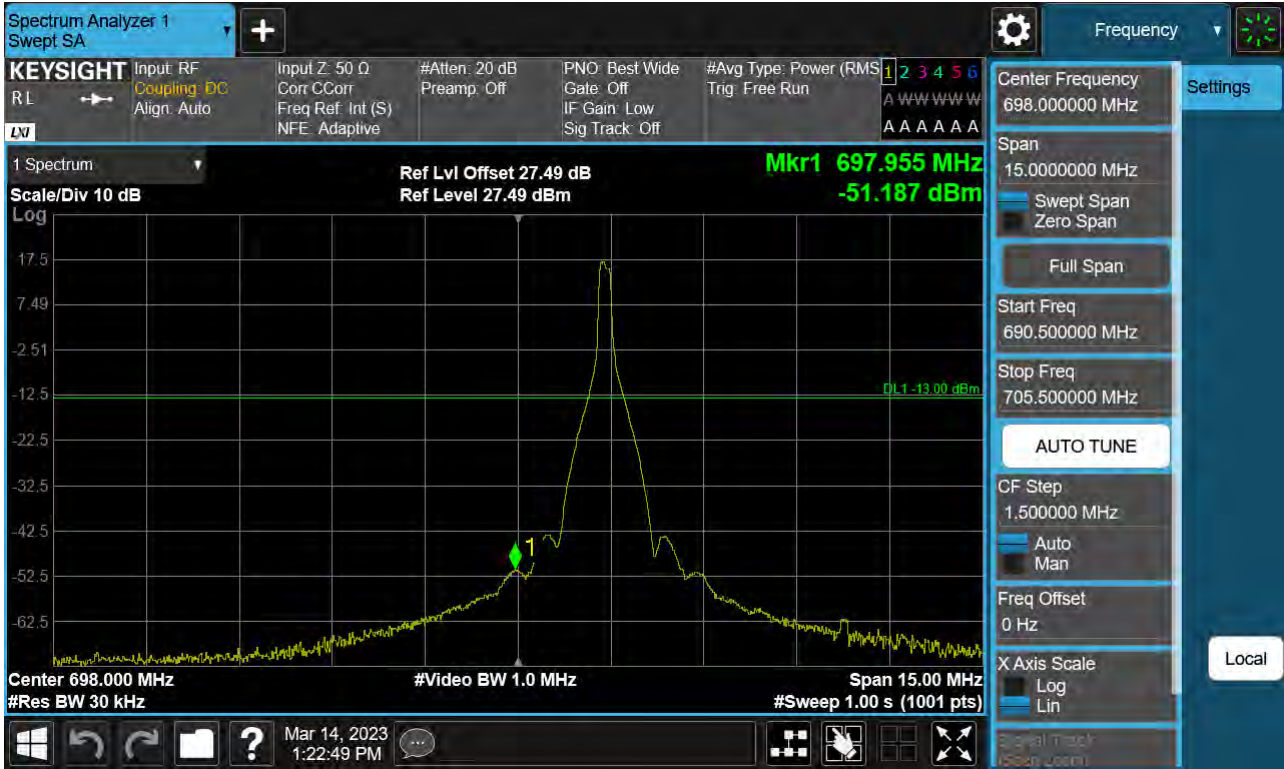 Spectrum Analyzer 1
Swept SA
Frequency
KEYSIGHT
RL
LXI
Input: RF
Coupling: DC
Align: Auto
Input Z: 50 Ω
Corr CCorr
Freq Ref: Int (S)
NFE: Adaptive
#Atten: 20 dB
Preamp: Off
PNO: Best Wide
Gate: Off
IF Gain: Low
Sig Track: Off
#Avg Type: Power (RMS
Trig: Free Run
1 2 3 4 5 6
A W W W W W
A A A A A A
1 Spectrum
Scale/Div 10 dB
Log
Ref Lvl Offset 27.49 dB
Ref Level 27.49 dBm
Mkr1 697.955 MHz
-51.187 dBm
17.5
7.49
-2.51
-12.5
-22.5
-32.5
-42.5
-52.5
-62.5
DL1 -13.00 dBm
1
Center 698.000 MHz
#Video BW 1.0 MHz
Span 15.00 MHz
#Res BW 30 kHz
#Sweep 1.00 s (1001 pts)
Center Frequency
698.000000 MHz
Span
15.0000000 MHz
Swept Span
Zero Span
Full Span
Start Freq
690.500000 MHz
Stop Freq
705.500000 MHz
AUTO TUNE
CF Step
1.500000 MHz
Auto
Man
Freq Offset
0 Hz
X Axis Scale
Log
Lin
Signal Track
(Span Zoom)
Settings
Local
?
Mar 14, 2023
1:22:49 PM